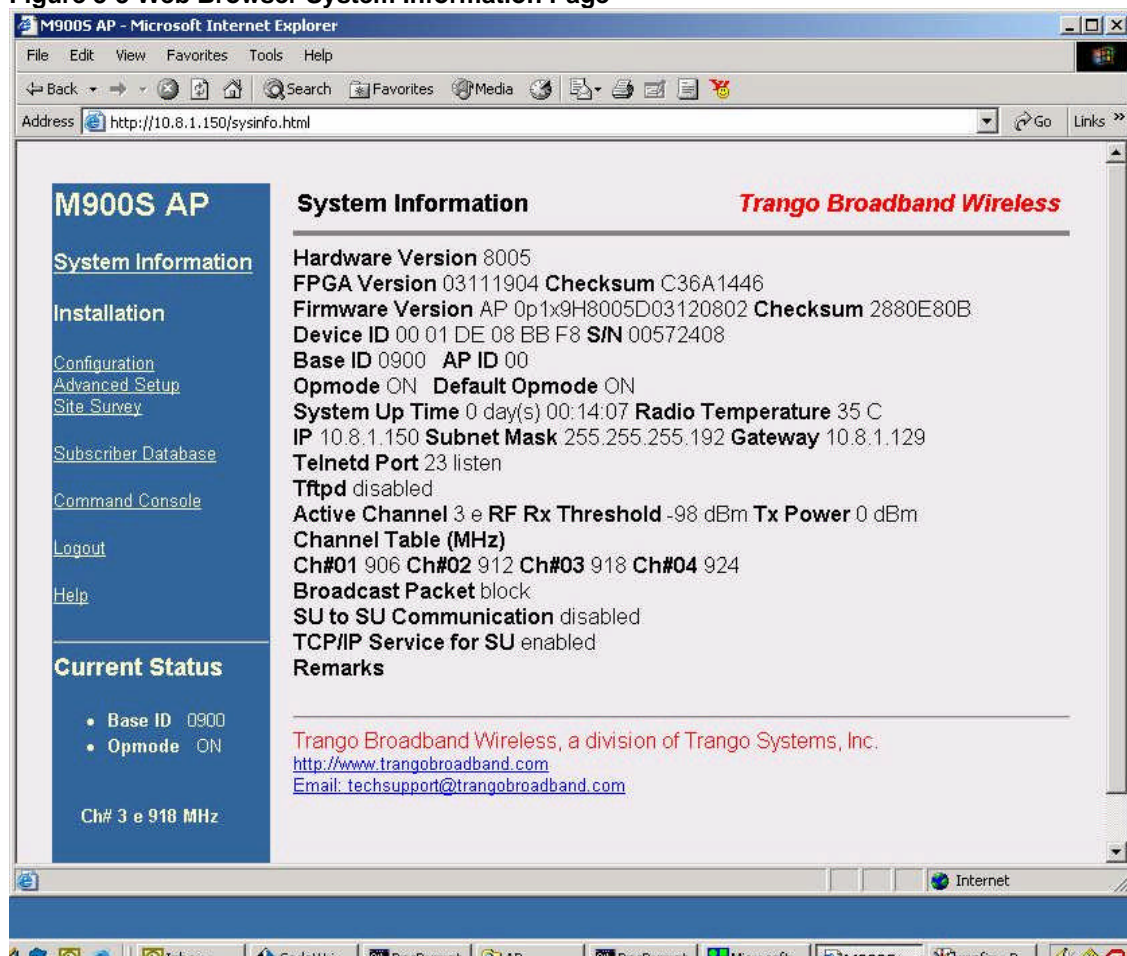 Figure 3-3 Web Browser System Information Page
M900S AP - Microsoft Internet Explorer
File Edit View Favorites Tools Help
Back Search Favorites Media
Address http://10.8.1.150/sysinfo.html Go Links »
M900S AP
System Information
Installation
Configuration
Advanced Setup
Site Survey
Subscriber Database
Command Console
Logout
Help
Current Status
• Base ID 0900
• Opmode ON
Ch# 3 e 918 MHz
System Information Trango Broadband Wireless
Hardware Version 8005
FPGA Version 03111904 Checksum C36A1446
Firmware Version AP 0p1x9H8005D03120802 Checksum 2880E80B
Device ID 00 01 DE 08 BB F8 S/N 00572408
Base ID 0900 AP ID 00
Opmode ON Default Opmode ON
System Up Time 0 day(s) 00:14:07 Radio Temperature 35 C
IP 10.8.1.150 Subnet Mask 255.255.255.192 Gateway 10.8.1.129
Telnetd Port 23 listen
Tftpd disabled
Active Channel 3 e RF Rx Threshold -98 dBm Tx Power 0 dBm
Channel Table (MHz)
Ch#01 906 Ch#02 912 Ch#03 918 Ch#04 924
Broadcast Packet block
SU to SU Communication disabled
TCP/IP Service for SU enabled
Remarks
Trango Broadband Wireless, a division of Trango Systems, Inc.
http://www.trangobroadband.com
Email: techsupport@trangobroadband.com
Internet